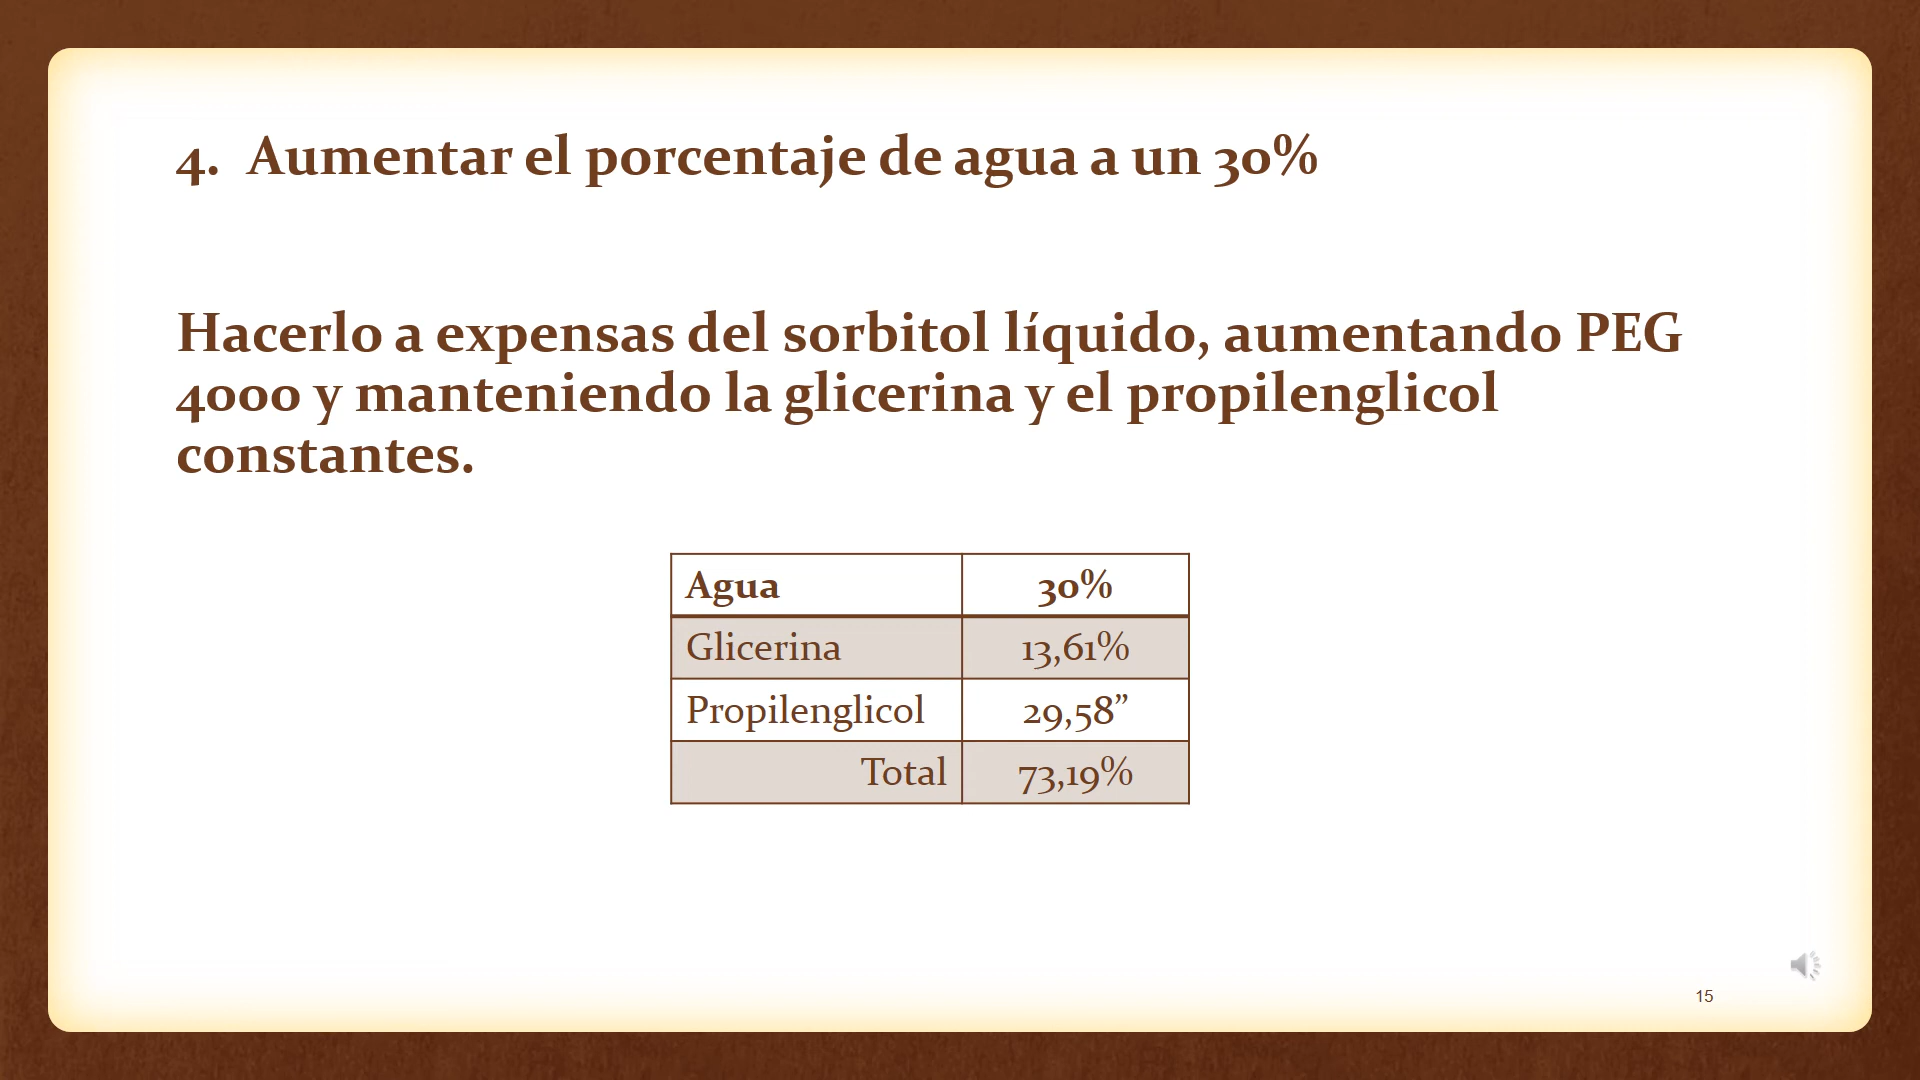 4. Aumentar el porcentaje de agua a un 30%
Hacerlo a expensas del sorbitol líquido, aumentando PEG
4000 y manteniendo la glicerina y el propilenglicol
constantes.
Agua 30%
Glicerina 13,61%
Propilenglicol 29,58”
Total 73,19%
15